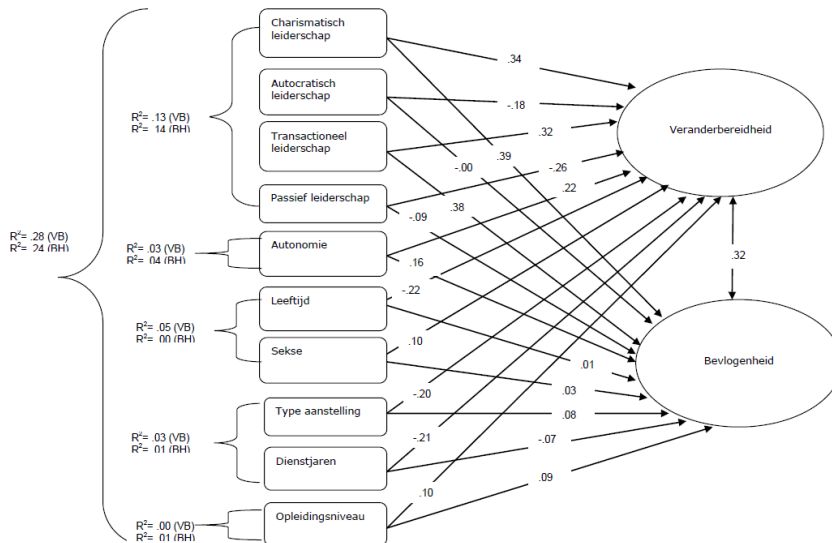 Charismatisch
leiderschap
.34
Autocratisch
leiderschap
-.18
Veranderbereidheid
R²= .13 (VB)
R²= .14 (BH)
Transactioneel
leiderschap
.32
.39
-.00
-.26
Passief leiderschap
.38
.22
-.09
R²= .28 (VB)
R²= .24 (BH)
R²= .03 (VB)
R²= .04 (BH)
Autonomie
.16
.32
Leeftijd
-.22
R²= .05 (VB)
R²= .00 (BH)
Sekse
.10
.01
Bevlogenheid
-.20
.03
Type aanstelling
.08
R²= .03 (VB)
R²= .01 (BH)
-.21
-.07
Dienstjaren
.09
.10
Opleidingsniveau
R²= .00 (VB)
R²= .01 (BH)